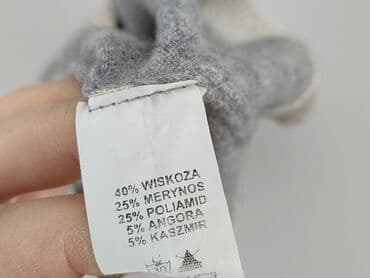 40% WISKOZA
25% MERYNOS
25% POLIAMID
5% ANGORA
5% KASZMIR